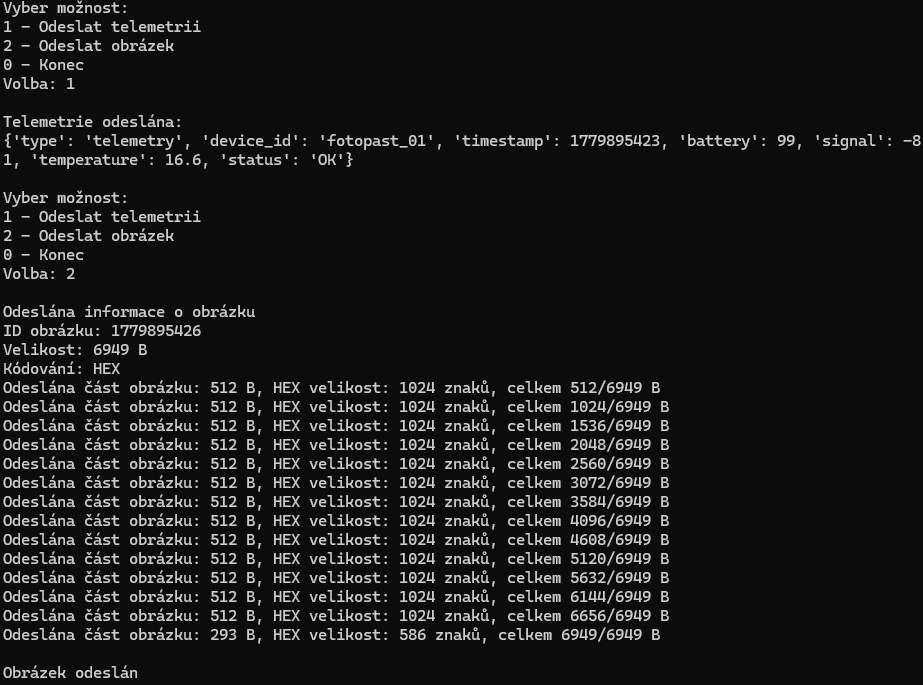 Vyber možnost:
1 – Odeslat telemetrii
2 – Odeslat obrázek
0 – Konec
Volba: 1
Telemetrie odeslána:
{'type': 'telemetry', 'device_id': 'fotopast_01', 'timestamp': 1779895423, 'battery': 99, 'signal': -8
1, 'temperature': 16.6, 'status': 'OK'}
Vyber možnost:
1 – Odeslat telemetrii
2 – Odeslat obrázek
0 – Konec
Volba: 2
Odeslána informace o obrázku
ID obrázku: 1779895426
Velikost: 6949 B
Kódování: HEX
Odeslána část obrázku: 512 B, HEX velikost: 1024 znaků, celkem 512/6949 B
Odeslána část obrázku: 512 B, HEX velikost: 1024 znaků, celkem 1024/6949 B
Odeslána část obrázku: 512 B, HEX velikost: 1024 znaků, celkem 1536/6949 B
Odeslána část obrázku: 512 B, HEX velikost: 1024 znaků, celkem 2048/6949 B
Odeslána část obrázku: 512 B, HEX velikost: 1024 znaků, celkem 2560/6949 B
Odeslána část obrázku: 512 B, HEX velikost: 1024 znaků, celkem 3072/6949 B
Odeslána část obrázku: 512 B, HEX velikost: 1024 znaků, celkem 3584/6949 B
Odeslána část obrázku: 512 B, HEX velikost: 1024 znaků, celkem 4096/6949 B
Odeslána část obrázku: 512 B, HEX velikost: 1024 znaků, celkem 4608/6949 B
Odeslána část obrázku: 512 B, HEX velikost: 1024 znaků, celkem 5120/6949 B
Odeslána část obrázku: 512 B, HEX velikost: 1024 znaků, celkem 5632/6949 B
Odeslána část obrázku: 512 B, HEX velikost: 1024 znaků, celkem 6144/6949 B
Odeslána část obrázku: 512 B, HEX velikost: 1024 znaků, celkem 6656/6949 B
Odeslána část obrázku: 293 B, HEX velikost: 586 znaků, celkem 6949/6949 B
Obrázek odeslán